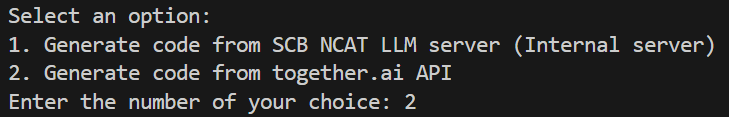 Select an option:
1. Generate code from SCB NCAT LLM server (Internal server)
2. Generate code from together.ai API
Enter the number of your choice: 2